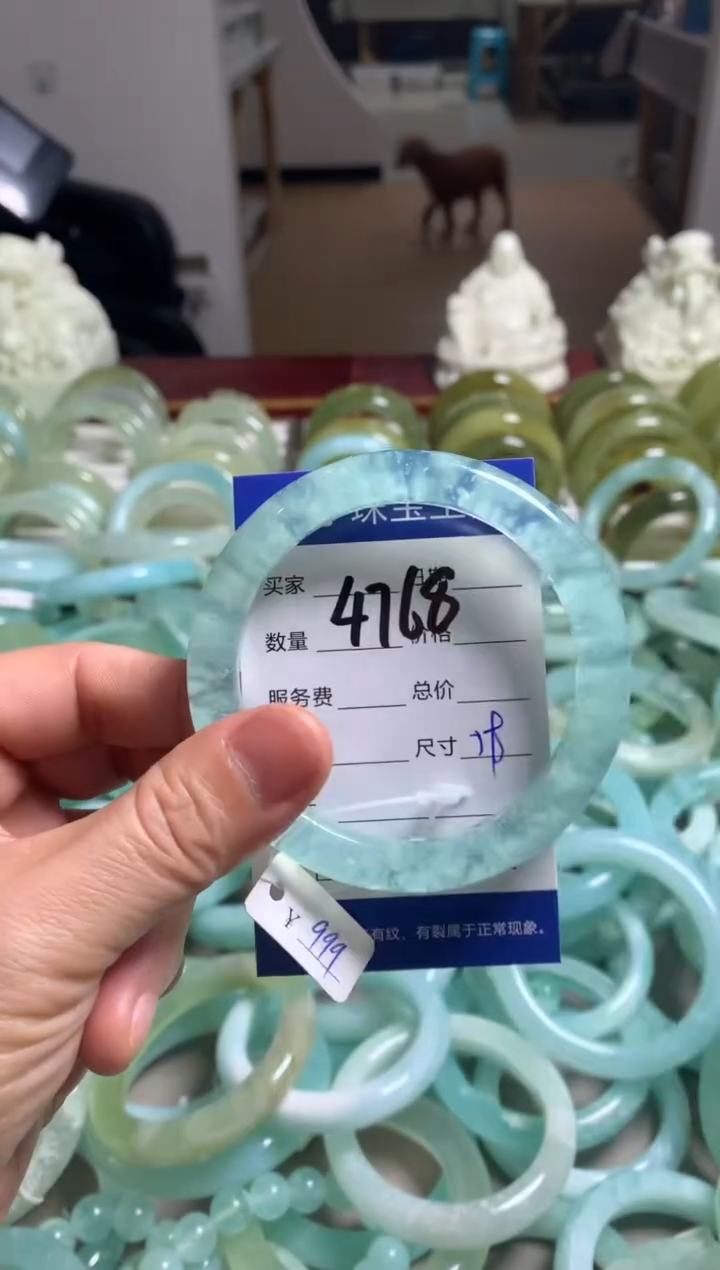 珠宝
买家
4768
数量 价格
服务费 总价
尺寸
¥ 999
有纹、有裂属于正常现象。